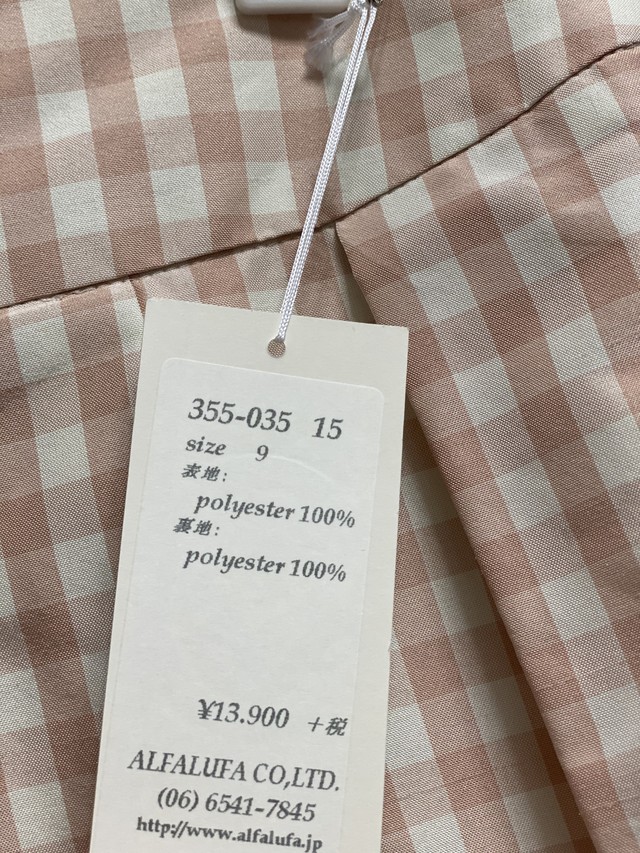 355-035 15
size 9
表地:
polyester 100%
裏地:
polyester 100%
¥13.900 +税
ALFALUFA CO,LTD.
(06) 6541-7845
http://www.alfalufa.jp